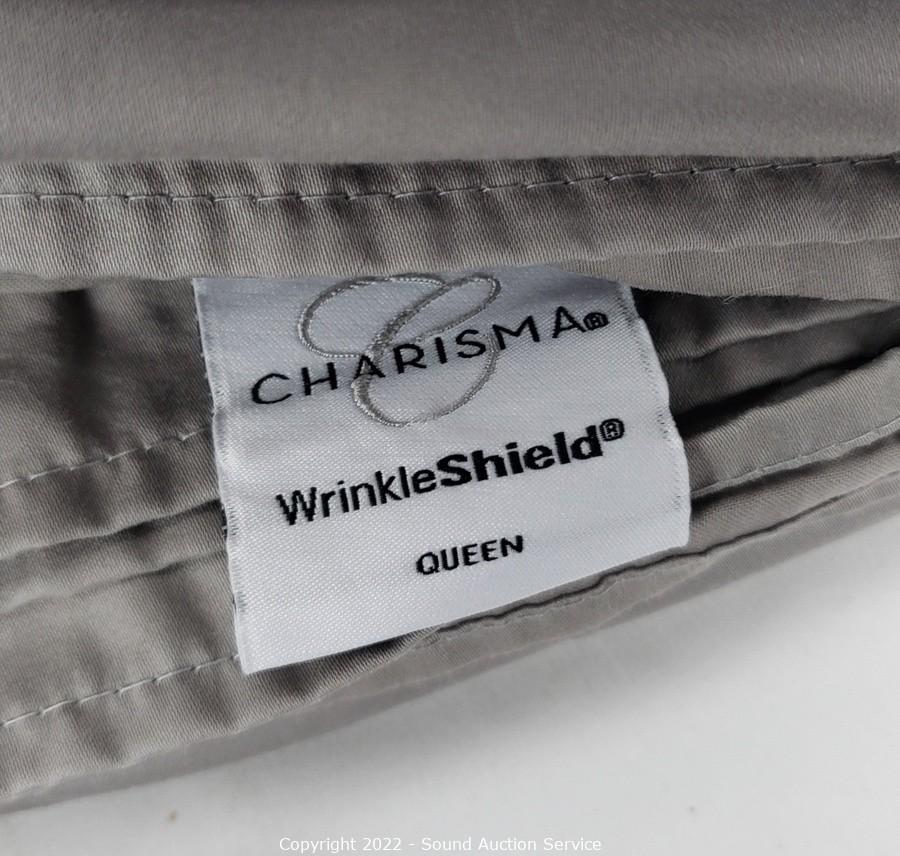 CHARISMA®
WrinkleShield®
QUEEN
Copyright 2022 - Sound Auction Service